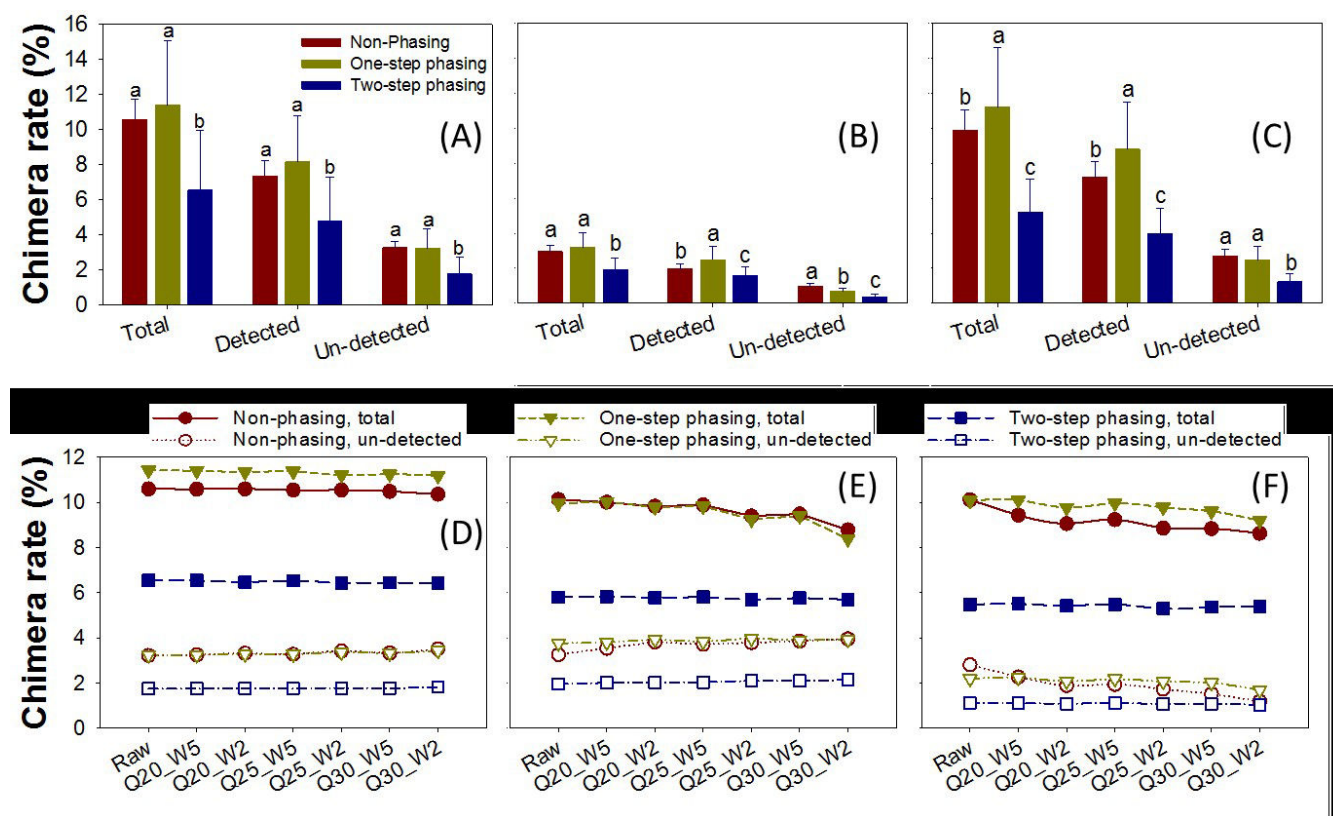 Chimera rate (%)
16
14
12
10
8
6
4
2
0
Non-Phasing
One-step phasing
Two-step phasing
a a b
a a b
a a b
(A)
Total Detected Un-detected
a a b
b a c
a b c
(B)
Total Detected Un-detected
b a c
b a c
a a b
(C)
Total Detected Un-detected
Non-phasing, total
Non-phasing, un-detected
One-step phasing, total
One-step phasing, un-detected
Two-step phasing, total
Two-step phasing, un-detected
Chimera rate (%)
12
10
8
6
4
2
0
(D)
Raw Q20_W5 Q20_W2 Q25_W5 Q25_W2 Q30_W5 Q30_W2
(E)
Raw Q20_W5 Q20_W2 Q25_W5 Q25_W2 Q30_W5 Q30_W2
(F)
Raw Q20_W5 Q20_W2 Q25_W5 Q25_W2 Q30_W5 Q30_W2